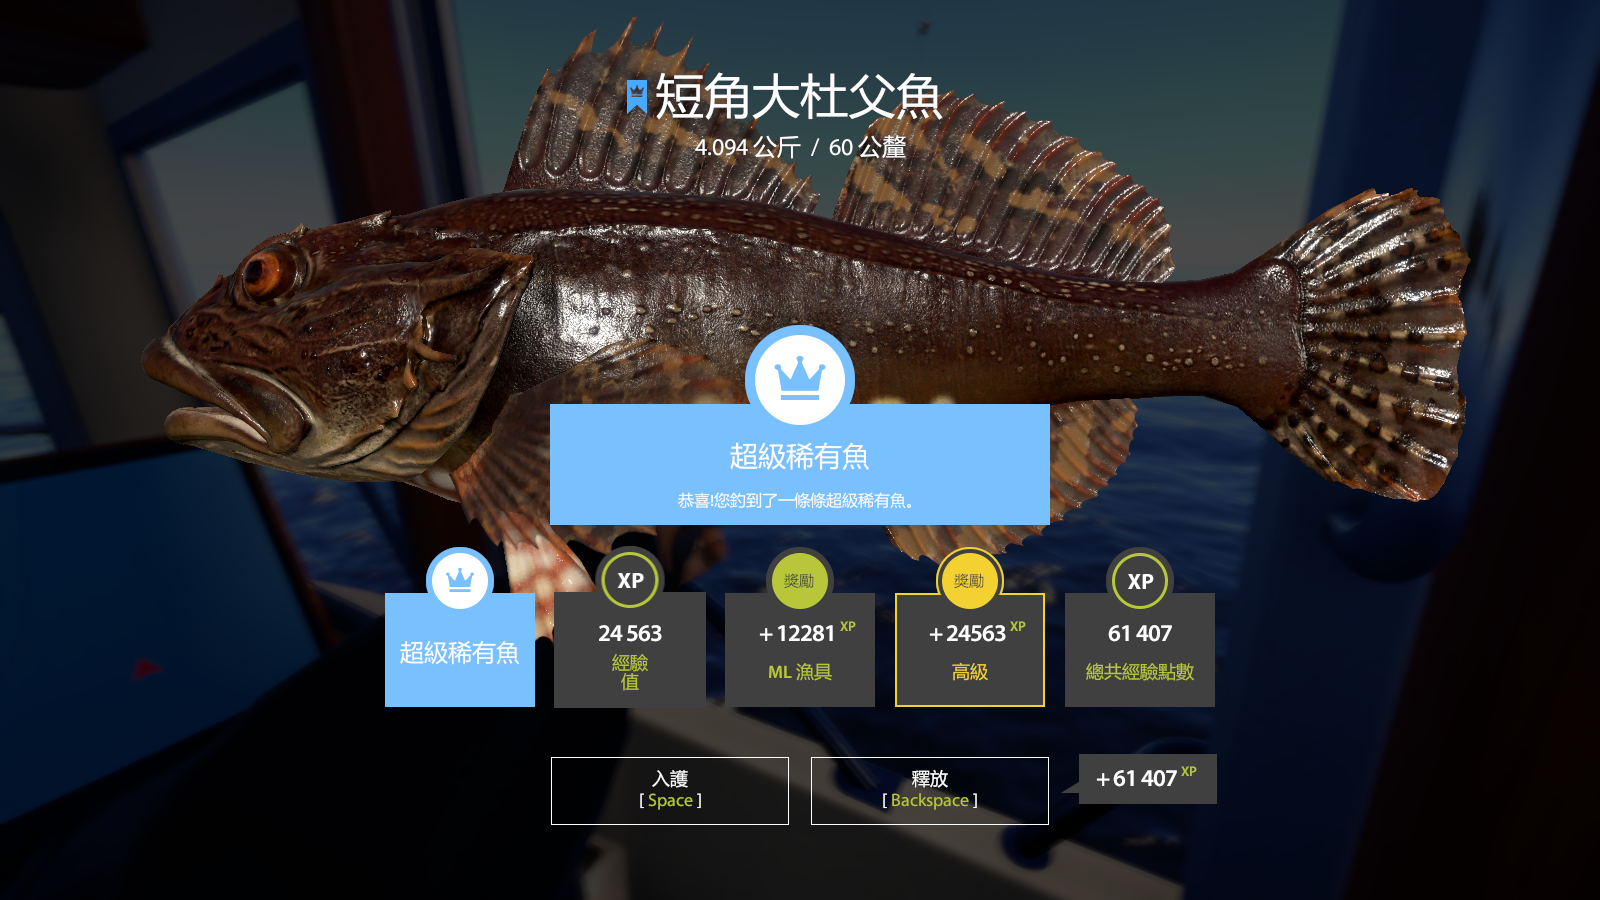 短角大杜父魚
4.094 公斤 / 60 公釐
超級稀有魚
恭喜!您釣到了一條條超級稀有魚。
超級稀有魚
XP
24 563
經驗
值
獎勵
+12281 XP
ML 漁具
獎勵
+24563 XP
高級
XP
61 407
總共經驗點數
入護
[ Space ]
釋放
[ Backspace ]
+61 407 XP